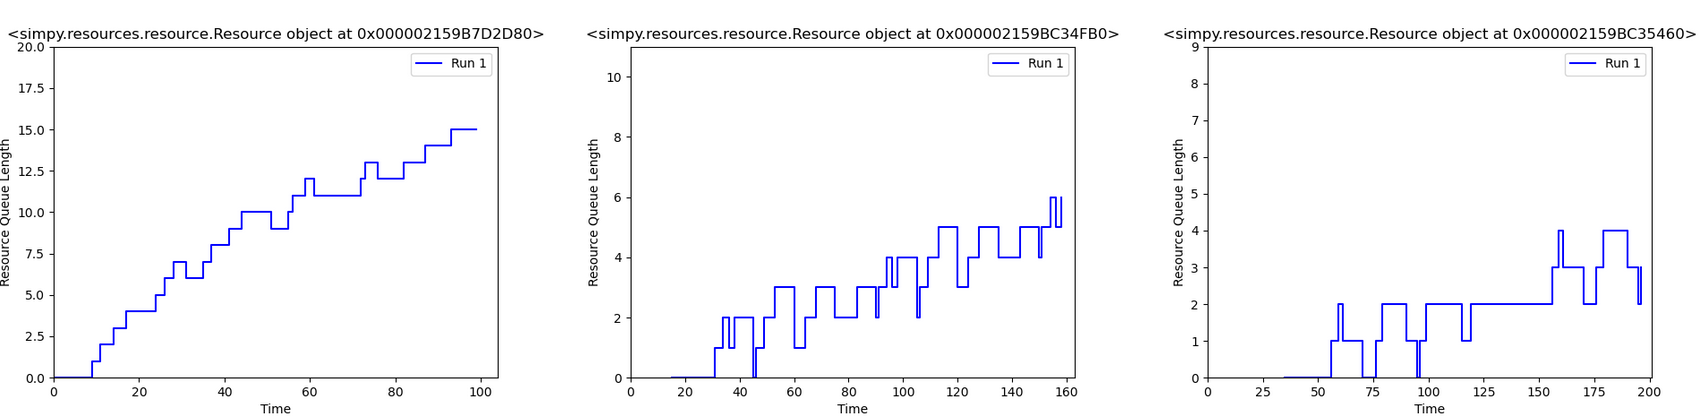 <simpy.resources.resource.Resource object at 0x000002159B7D2D80>
20.0
17.5
15.0
12.5
10.0
7.5
5.0
2.5
0.0
Resource Queue Length
Run 1
0 20 40 60 80 100
Time
<simpy.resources.resource.Resource object at 0x000002159BC34FB0>
10
8
6
4
2
0
Resource Queue Length
Run 1
0 20 40 60 80 100 120 140 160
Time
<simpy.resources.resource.Resource object at 0x000002159BC35460>
9
8
7
6
5
4
3
2
1
0
Resource Queue Length
Run 1
0 25 50 75 100 125 150 175 200
Time